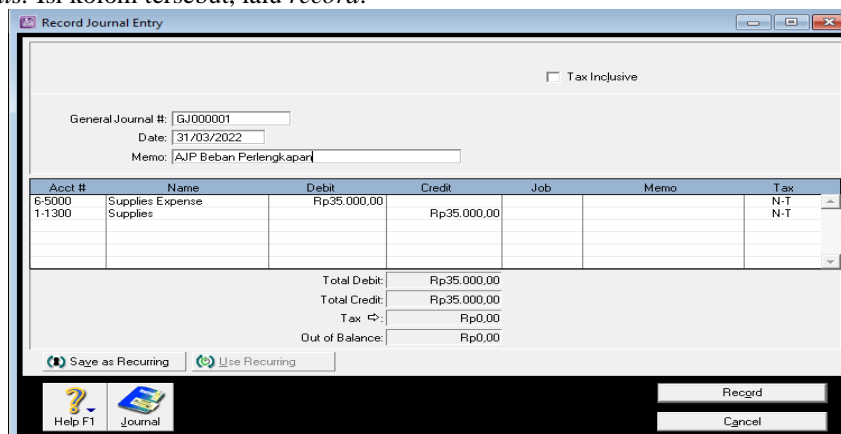 Isi kolom tersebut, lalu record.
Record Journal Entry
Tax Inclusive
General Journal #: GJ000001
Date: 31/03/2022
Memo: AJP Beban Perlengkapan
Acct # Name Debit Credit Job Memo Tax
6-5000 Supplies Expense Rp35.000,00 N-T
1-1300 Supplies Rp35.000,00 N-T
Total Debit: Rp35.000,00
Total Credit: Rp35.000,00
Tax ⇨: Rp0,00
Out of Balance: Rp0,00
Save as Recurring Use Recurring
Help F1 Journal
Record
Cancel